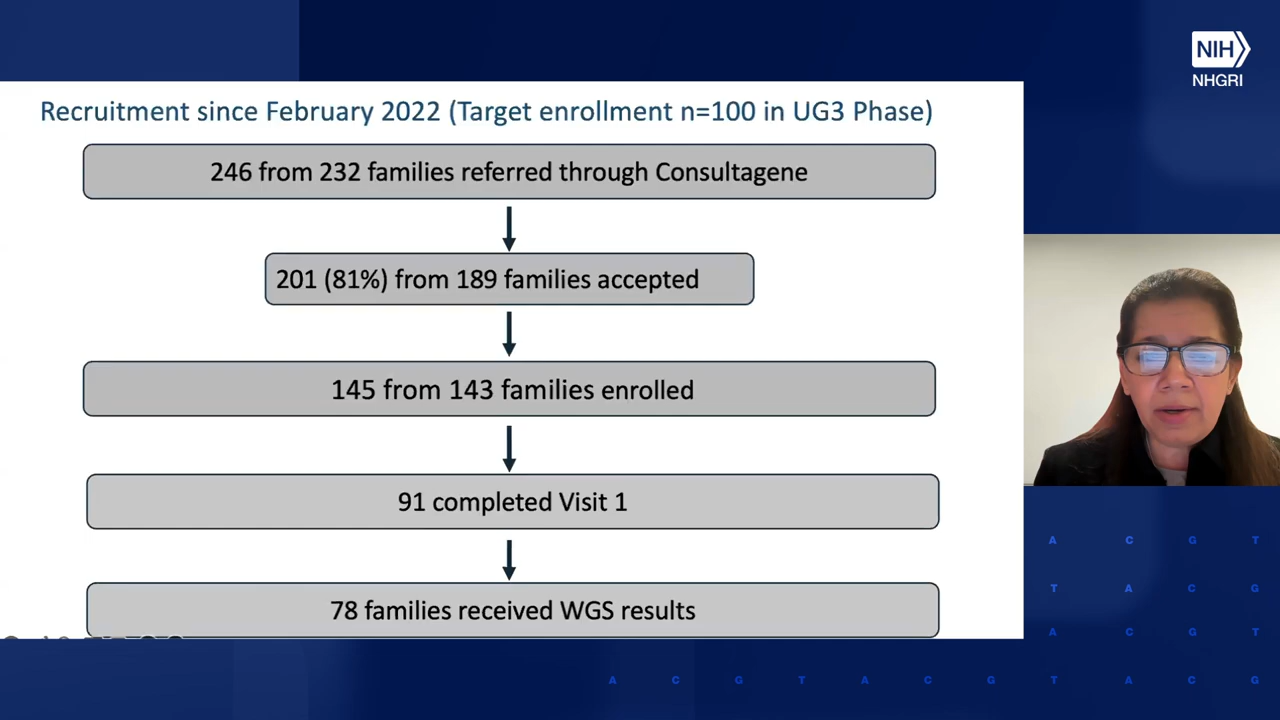 NIH
NHGRI
Recruitment since February 2022 (Target enrollment n=100 in UG3 Phase)
246 from 232 families referred through Consultagene
201 (81%) from 189 families accepted
145 from 143 families enrolled
91 completed Visit 1
78 families received WGS results
A C G T
T A C G
A C G T
A C G T A C G T A C G